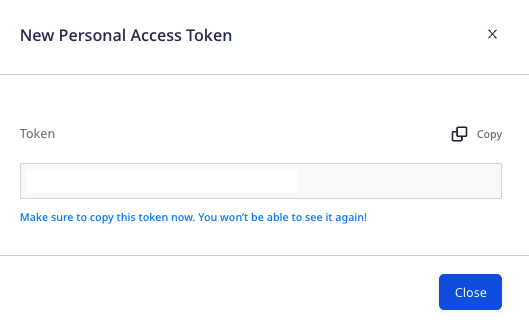 New Personal Access Token
Token
Copy
Make sure to copy this token now. You won't be able to see it again!
Close